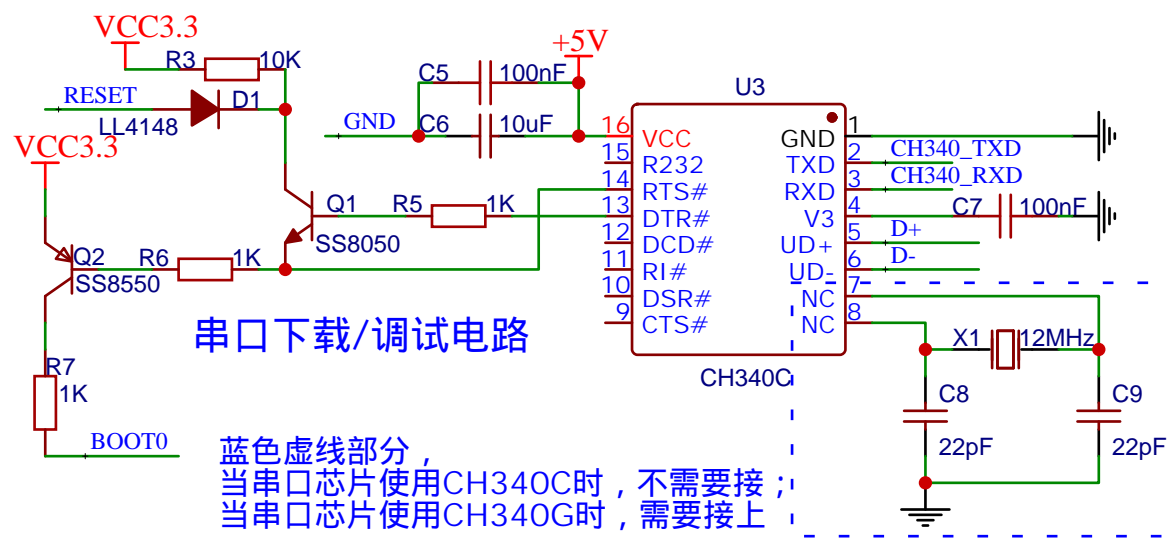 VCC3.3
+5V
R3 10K
C5 100nF
U3
RESET
D1
LL4148
GND
C6 10uF
VCC3.3
16 VCC GND 1
15 R232 TXD 2 CH340_TXD
14 RTS# RXD 3 CH340_RXD
13 DTR# V3 4 C7 100nF
12 DCD# UD+ 5 D+
11 RI# UD- 6 D-
10 DSR# NC 7
9 CTS# NC 8
Q1
SS8050
R5 1K
Q2
SS8550
R6 1K
串口下载/调试电路
X1 12MHz
CH340C
R7
1K
C8
22pF
C9
22pF
BOOT0
蓝色虚线部分，
当串口芯片使用CH340C时，不需要接；
当串口芯片使用CH340G时，需要接上